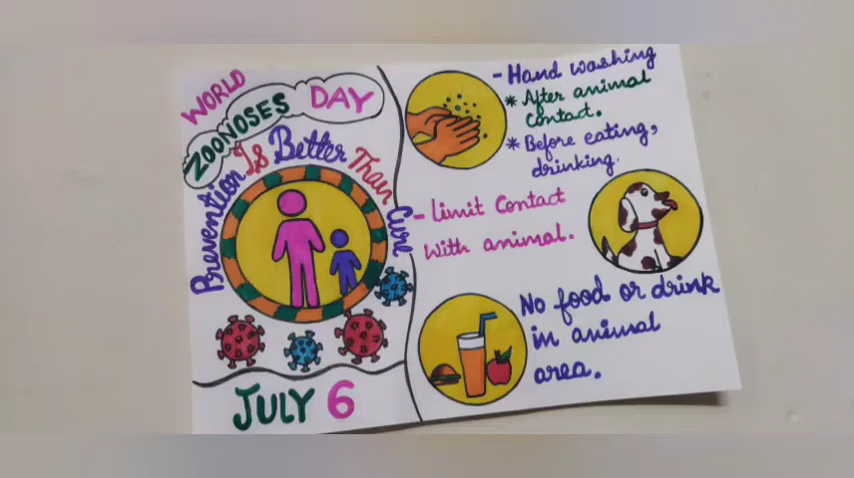 WORLD
ZOONOSES DAY
Prevention Is Better Than Cure
JULY 6
- Hand washing
* After animal
contact.
* Before eating,
drinking.
- Limit Contact
With animal.
No food or drink
in animal
area.